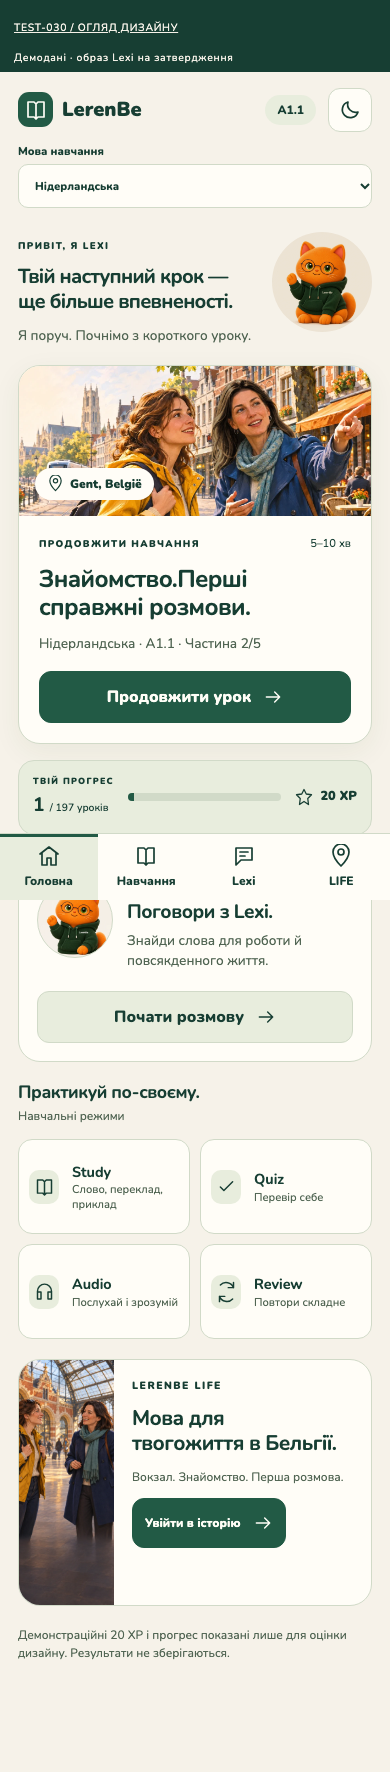 TEST-030 / ОГЛЯД ДИЗАЙНУ
Демодані · образ Lexi на затвердження
LerenBe
A1.1
Мова навчання
Нідерландська
ПРИВІТ, Я LEXI
Твій наступний крок —
ще більше впевненості.
Я поруч. Почнімо з короткого уроку.
Gent, België
ПРОДОВЖИТИ НАВЧАННЯ
5–10 хв
Знайомство.Перші
справжні розмови.
Нідерландська · A1.1 · Частина 2/5
Продовжити урок
ТВІЙ ПРОГРЕС
1 / 197 уроків
20 XP
Головна
Навчання
Lexi
LIFE
Поговори з Lexi.
Знайди слова для роботи й
повсякденного життя.
Почати розмову
Практикуй по-своєму.
Навчальні режими
Study
Слово, переклад,
приклад
Quiz
Перевір себе
Audio
Послухай і зрозумій
Review
Повтори складне
LERENBE LIFE
Мова для
твогожиття в Бельгії.
Вокзал. Знайомство. Перша розмова.
Увійти в історію
Демонстраційні 20 XP і прогрес показані лише для оцінки
дизайну. Результати не зберігаються.